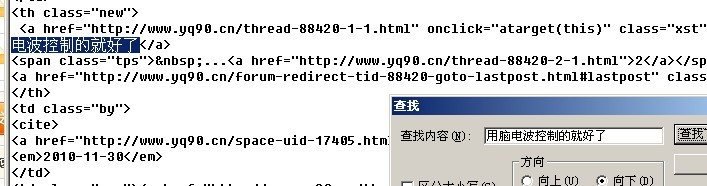 <th class="new">
<a href="http://www.yq90.cn/thread-88420-1-1.html" onclick="atarget(this)" class="xst"
电波控制的就好了</a>
<span class="tps">&nbsp;...<a href="http://www.yq90.cn/thread-88420-2-1.html">2</a></sp
<a href="http://www.yq90.cn/forum-redirect-tid-88420-goto-lastpost.html#lastpost" class
</th>
<td class="by">
<cite>
<a href="http://www.yq90.cn/space-uid-17405.html
<em>2010-11-30</em>
</td>
查找
查找内容(N): 用脑电波控制的就好了
查找
方向
向上(U) 向下(D)